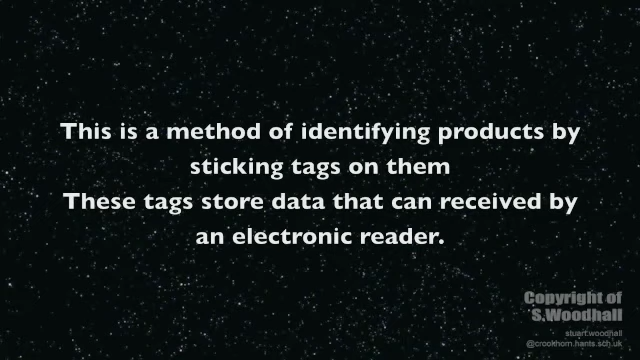 This is a method of identifying products by
sticking tags on them
These tags store data that can received by
an electronic reader.
Copyright of
S.Woodhall
stuart.woodhall
@crookhorn.hants.sch.uk